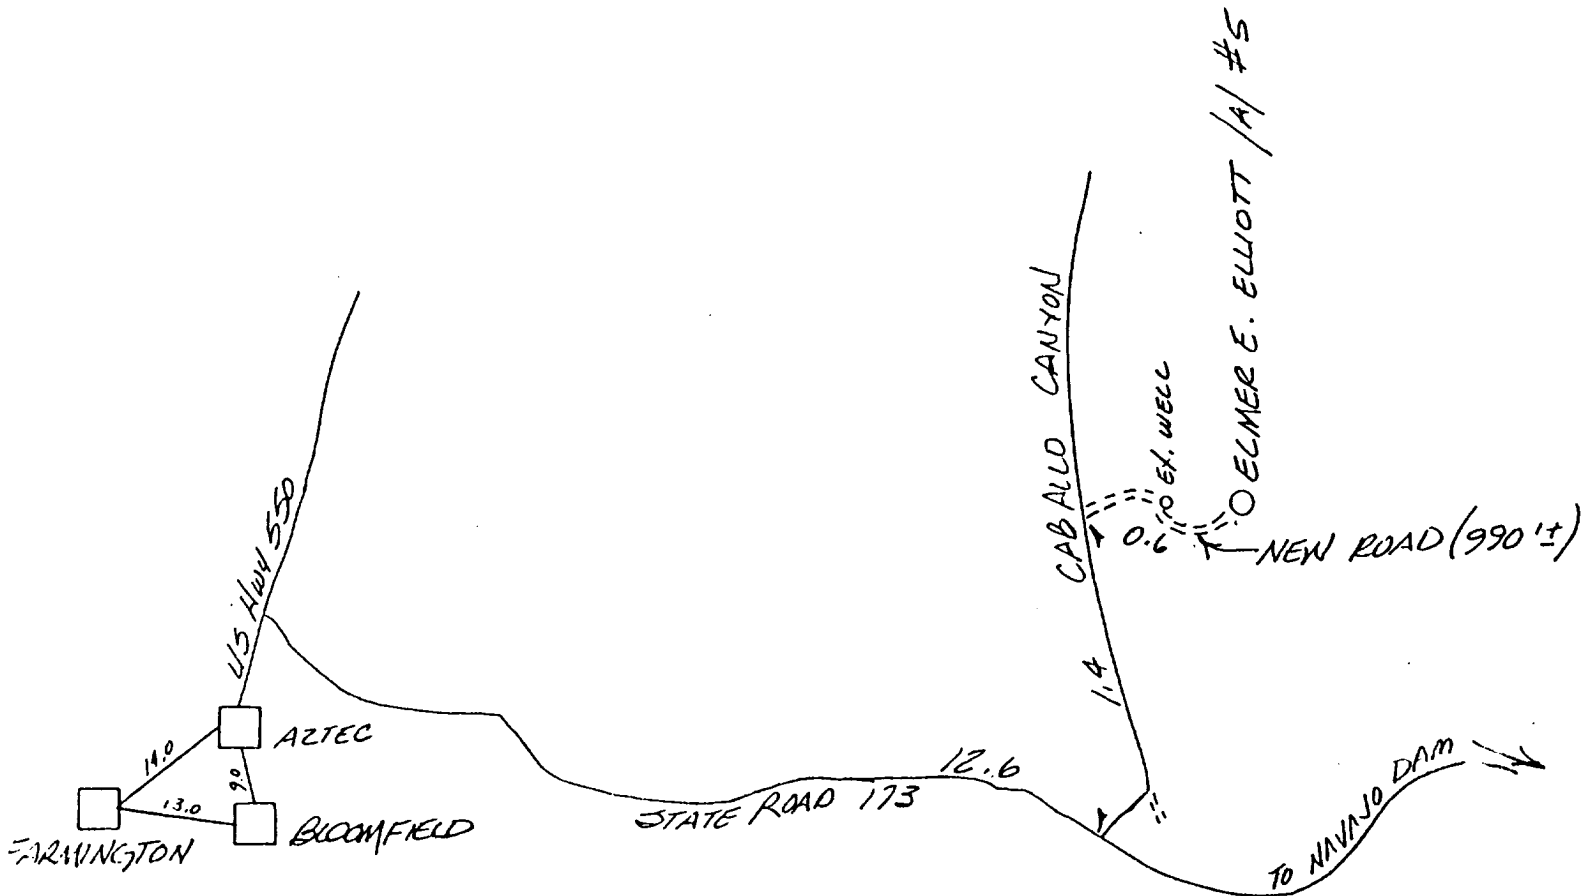 ELMER E. ELLIOTT /A/ #5
CABALLO CANYON
EX. WELL
0.6
NEW ROAD (990'±)
US HWY 550
1.4
AZTEC
14.0
9.0
13.0
12.6
STATE ROAD 173
BLOOMFIELD
FARMINGTON
TO NAVAJO DAM